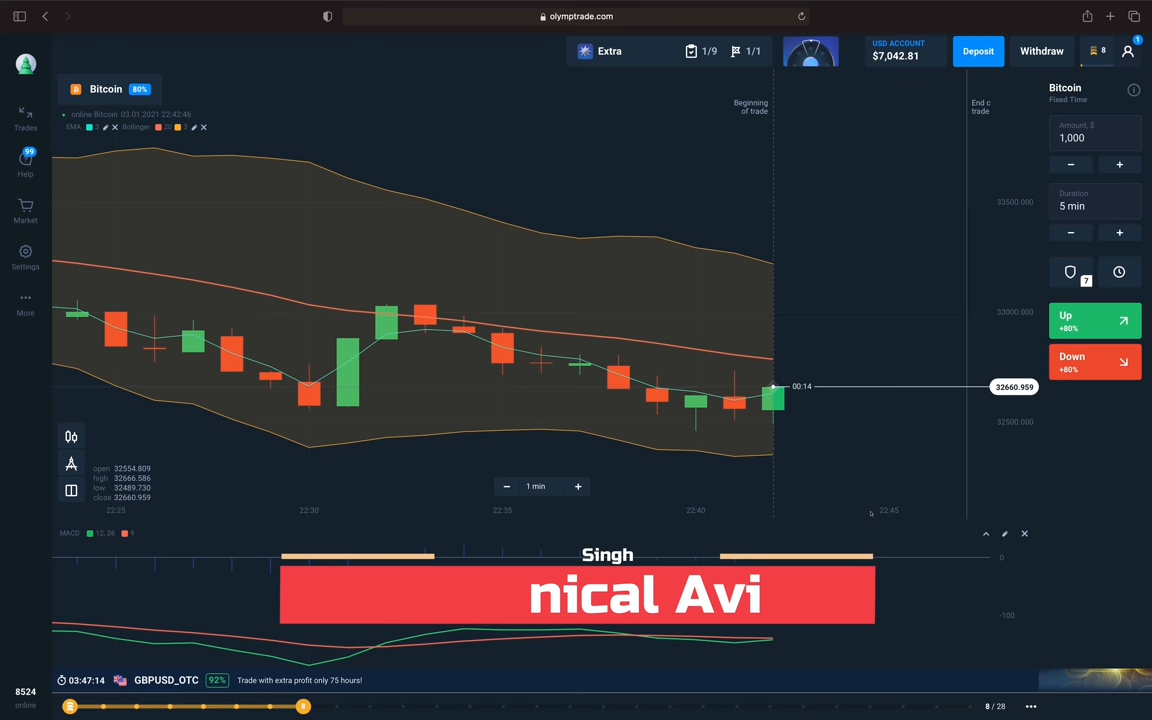 olymptrade.com
Extra
1/9
1/1
USD ACCOUNT
$7,042.81
Deposit
Withdraw
8
1
Bitcoin 80%
online Bitcoin 03.01.2021 22:42:46
EMA 3 Bollinger 20 3
Trades
99
Help
Market
Settings
More
Beginning
of trade
End c
trade
Bitcoin
Fixed Time
Amount, $
1,000
Duration
5 min
7
Up
+80%
Down
+80%
33500.000
33000.000
00:14
32660.959
32500.000
open 32554.809
high 32666.586
low 32489.730
close 32660.959
1 min
22:25 22:30 22:35 22:40 22:45
MACD 12, 26 9
0
-100
Singh
nical Avi
03:47:14 GBPUSD_OTC 92% Trade with extra profit only 75 hours!
8524
online
8
8 / 28